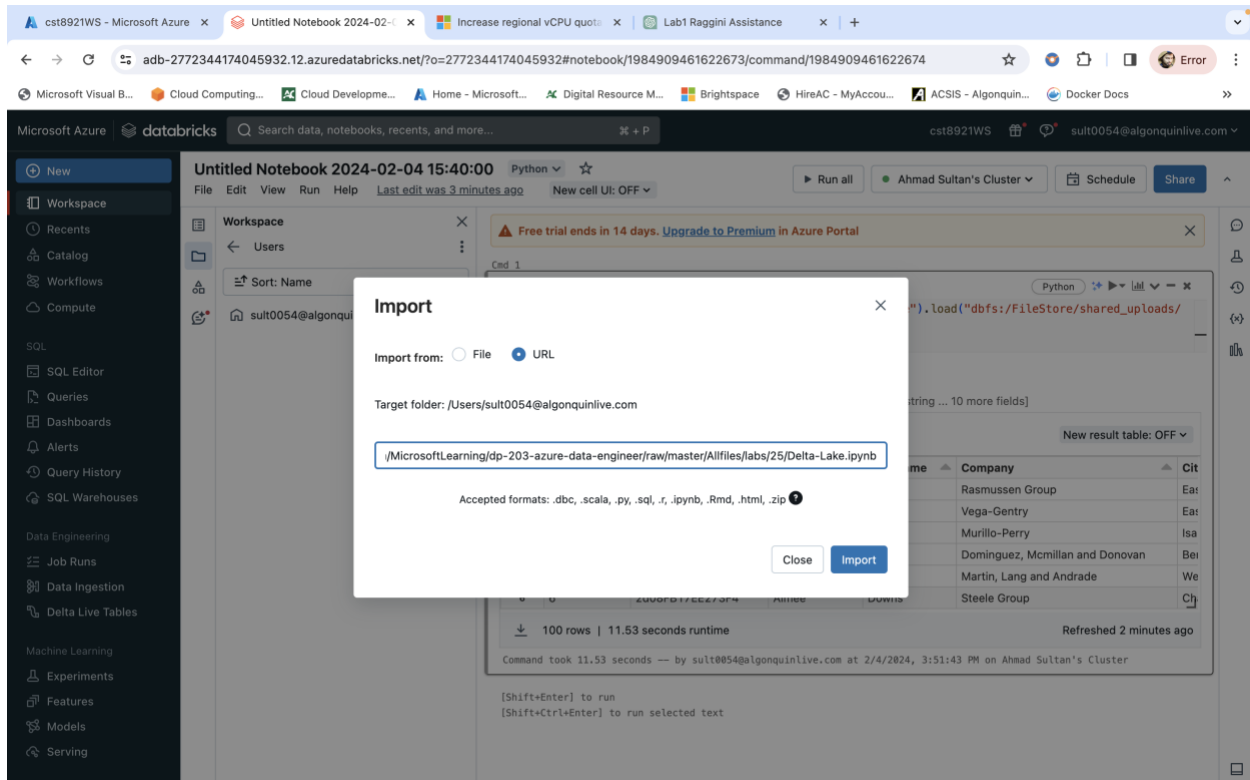 cst8921WS - Microsoft Azure
Untitled Notebook 2024-02-0
Increase regional vCPU quota
Lab1 Raggini Assistance
adb-2772344174045932.12.azuredatabricks.net/?o=2772344174045932#notebook/1984909461622673/command/1984909461622674
Error
Microsoft Visual B...
Cloud Computing...
Cloud Developme...
Home - Microsoft...
Digital Resource M...
Brightspace
HireAC - MyAccou...
ACSIS - Algonquin...
Docker Docs
Microsoft Azure
databricks
Search data, notebooks, recents, and more...
⌘ + P
cst8921WS
sult0054@algonquinlive.com
New
Workspace
Recents
Catalog
Workflows
Compute
SQL
SQL Editor
Queries
Dashboards
Alerts
Query History
SQL Warehouses
Data Engineering
Job Runs
Data Ingestion
Delta Live Tables
Machine Learning
Experiments
Features
Models
Serving
Untitled Notebook 2024-02-04 15:40:00
Python
File Edit View Run Help Last edit was 3 minutes ago New cell UI: OFF
Run all
Ahmad Sultan's Cluster
Schedule
Share
Workspace
Users
Sort: Name
sult0054@algonqui
Free trial ends in 14 days. Upgrade to Premium in Azure Portal
Cmd 1
Python
").load("dbfs:/FileStore/shared_uploads/
string ... 10 more fields]
New result table: OFF
me Company Cit
Rasmussen Group Eas
Vega-Gentry Eas
Murillo-Perry Isa
Dominguez, Mcmillan and Donovan Be
Martin, Lang and Andrade We
6 6 2d08FB17EE273F4 Aimee Downs Steele Group Ch
100 rows | 11.53 seconds runtime
Refreshed 2 minutes ago
Command took 11.53 seconds -- by sult0054@algonquinlive.com at 2/4/2024, 3:51:43 PM on Ahmad Sultan's Cluster
[Shift+Enter] to run
[Shift+Ctrl+Enter] to run selected text
Import
Import from: File URL
Target folder: /Users/sult0054@algonquinlive.com
/MicrosoftLearning/dp-203-azure-data-engineer/raw/master/Allfiles/labs/25/Delta-Lake.ipynb
Accepted formats: .dbc, .scala, .py, .sql, .r, .ipynb, .Rmd, .html, .zip
Close
Import